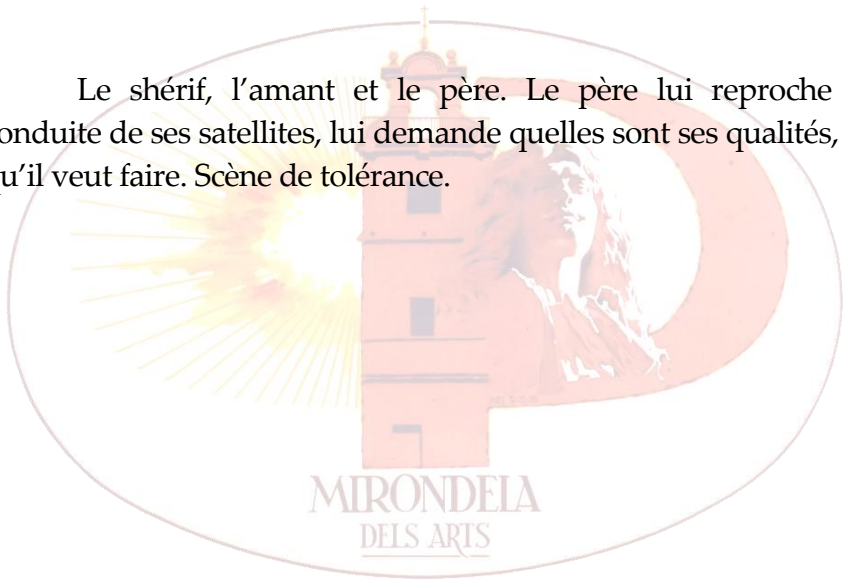 Le shérif, l’amant et le père. Le père lui reproche
onduite de ses satellites, lui demande quelles sont ses qualités,
u’il veut faire. Scène de tolérance.
MIRONDELA
DELS ARTS